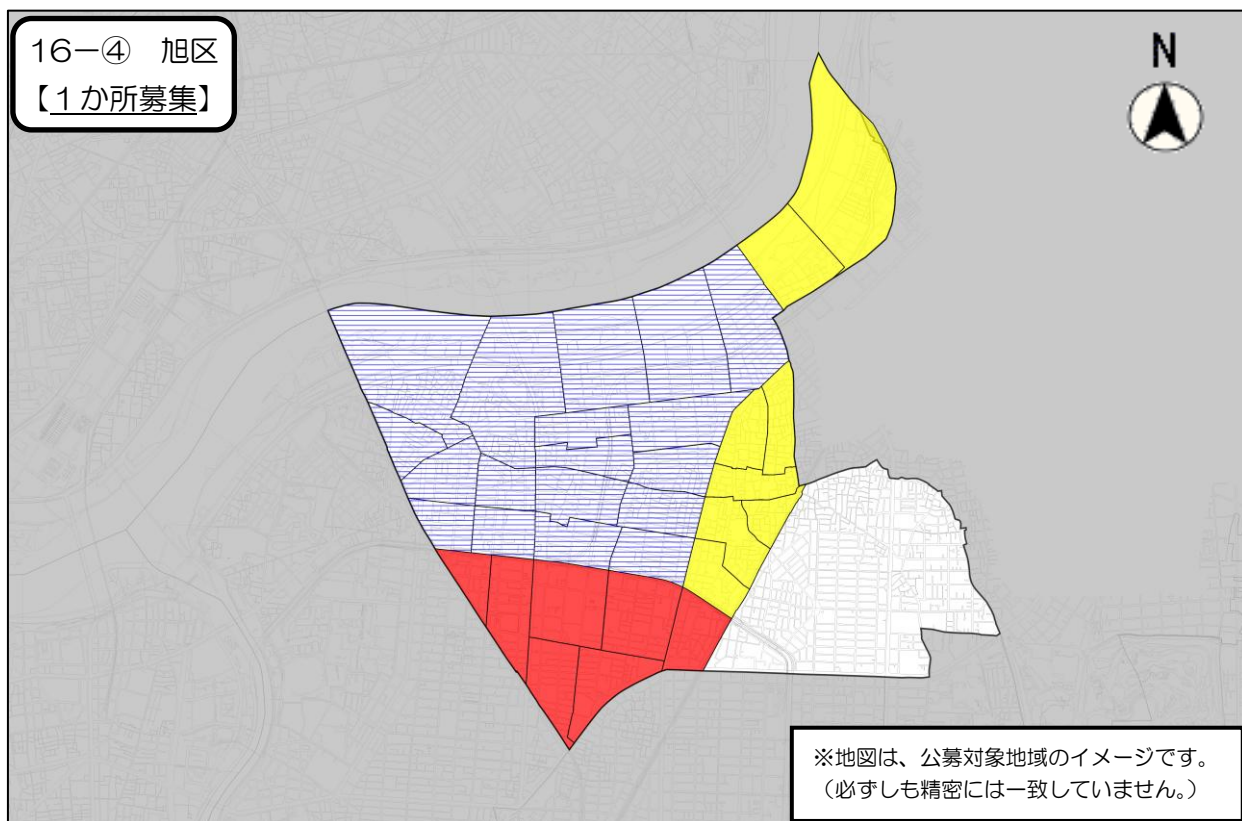 16－④　旭区
【１か所募集】
N
※地図は、公募対象地域のイメージです。
（必ずしも精密には一致していません。）